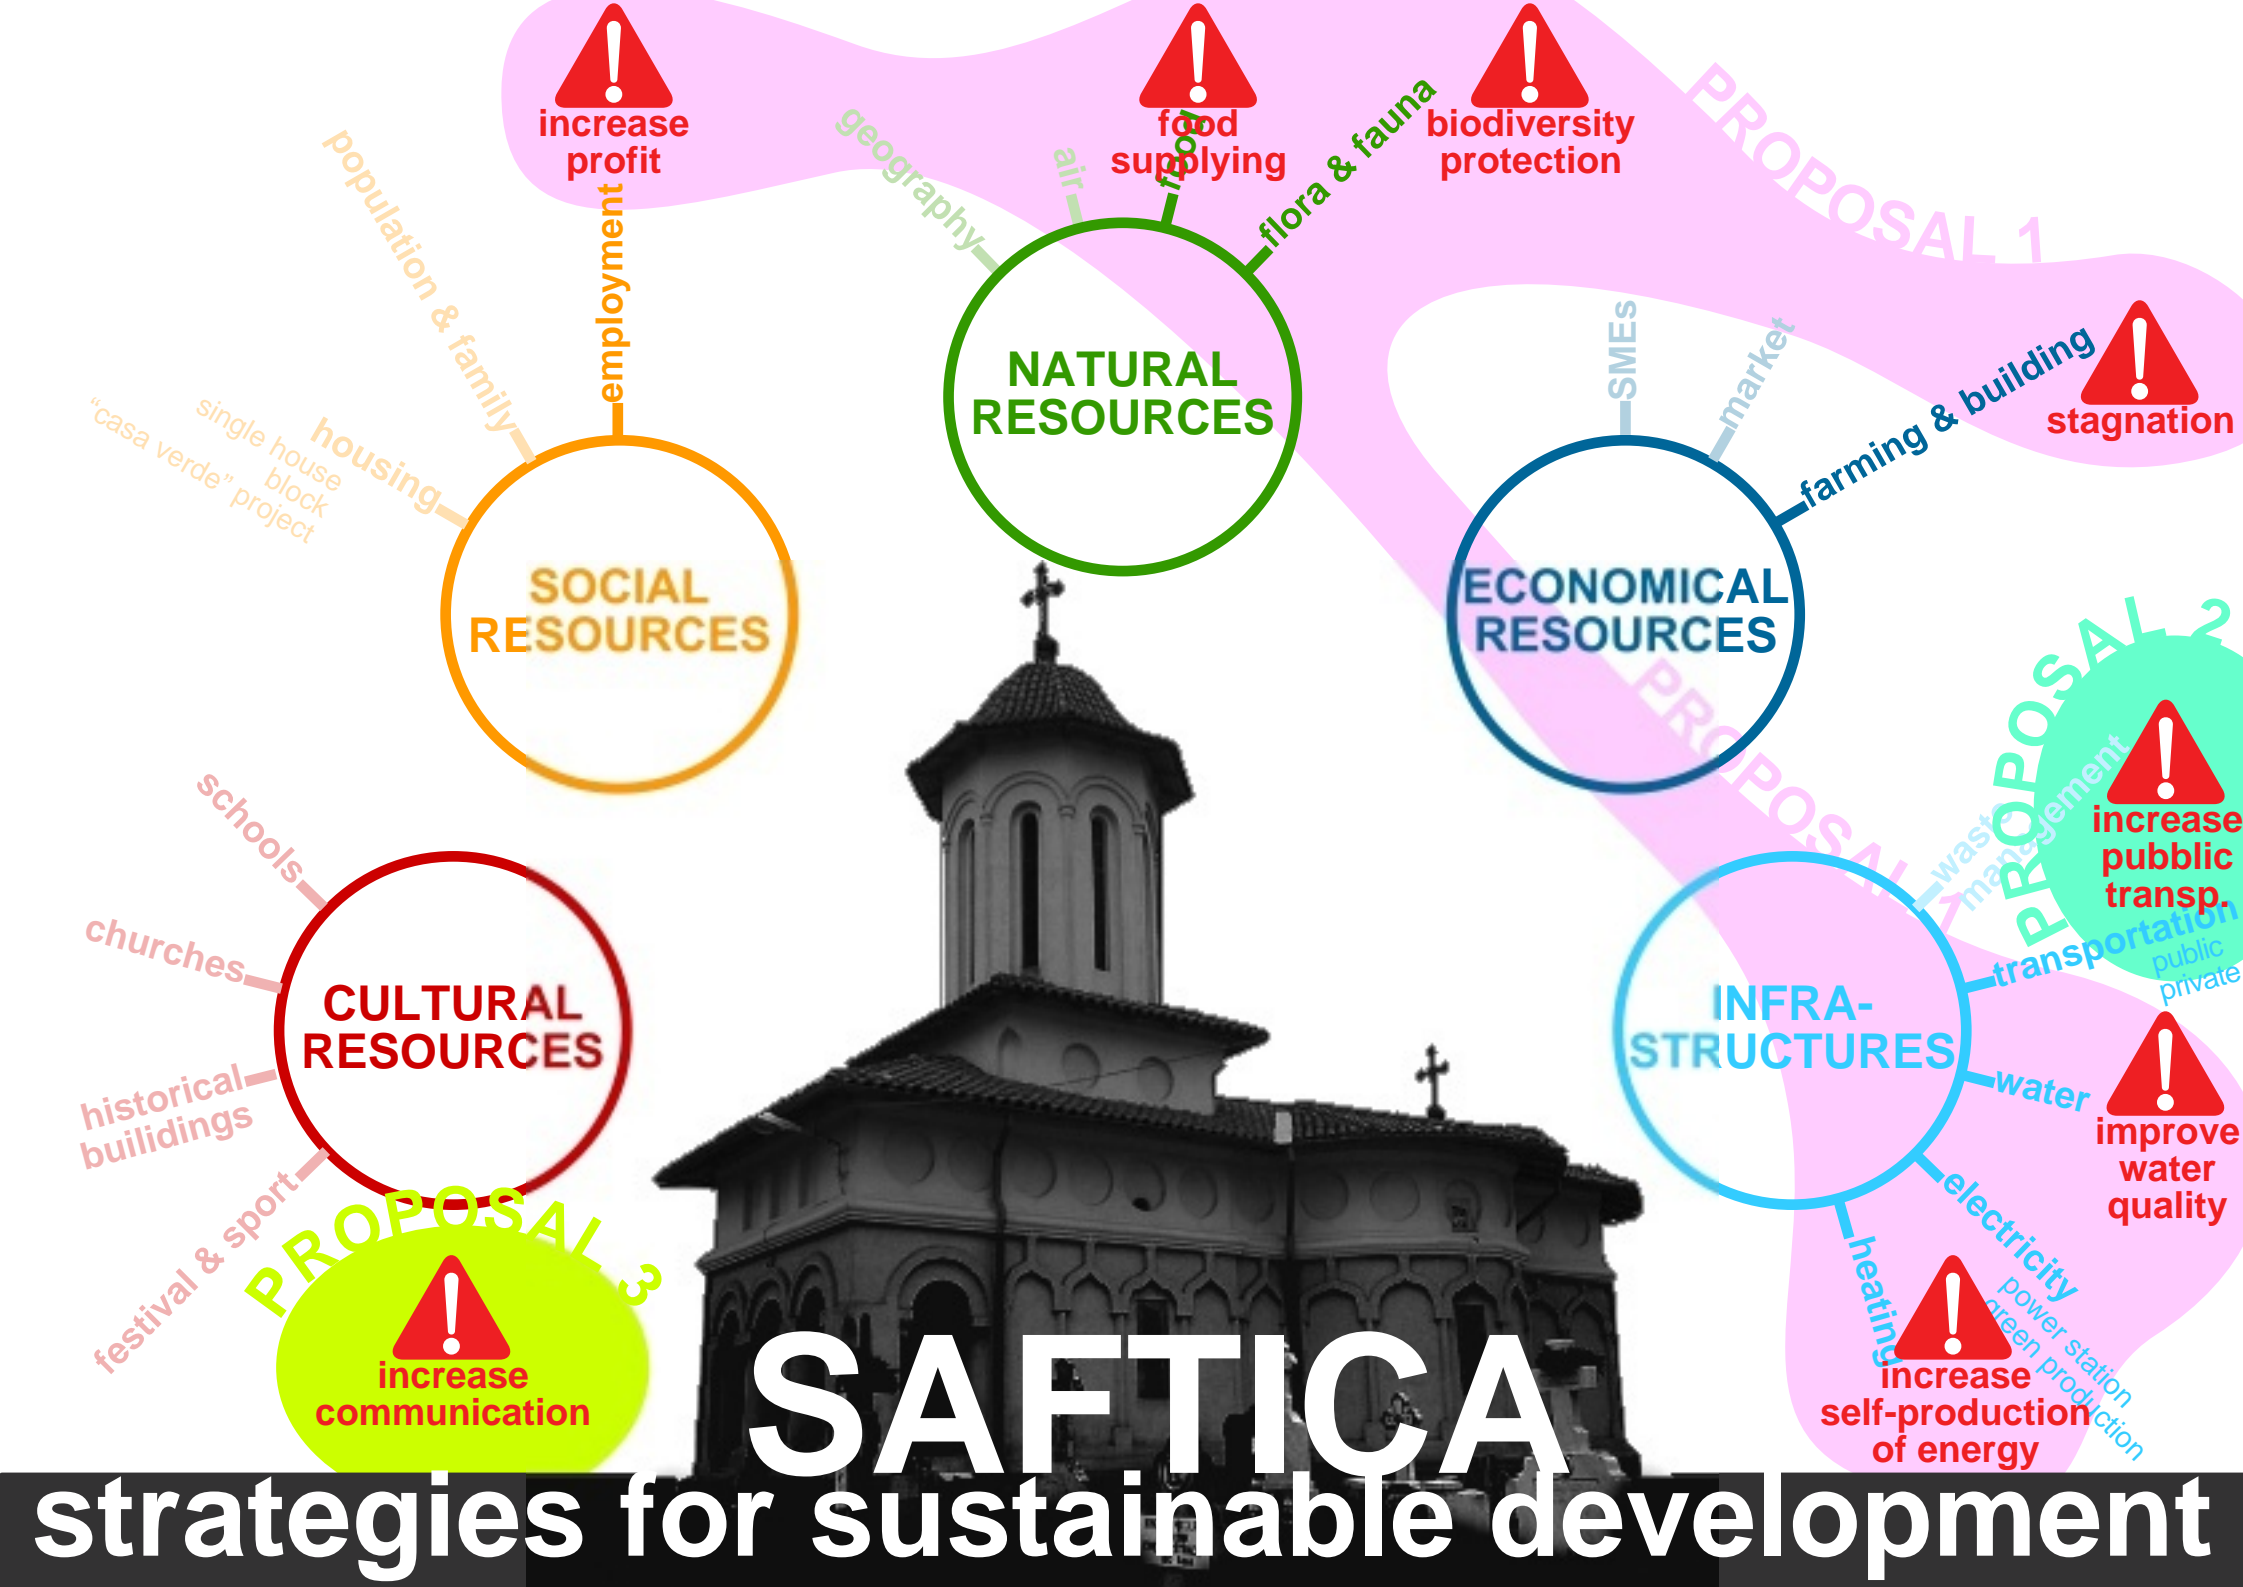 increase
profit
food
supplying
biodiversity
protection
PROPOSAL 1
geography
air
food
flora & fauna
population & family
employment
housing
single house
block
"casa verde" project
SOCIAL
RESOURCES
NATURAL
RESOURCES
SMEs
market
farming & building
stagnation
ECONOMICAL
RESOURCES
PROPOSAL 1
PROPOSAL 2
increase
pubblic
transp.
waste
management
transportation
public
private
INFRA-
STRUCTURES
water
improve
water
quality
electricity
power station
green production
heating
increase
self-production
of energy
schools
churches
historical
builidings
festival & sport
CULTURAL
RESOURCES
PROPOSAL 3
increase
communication
SAFTICA
strategies for sustainable development